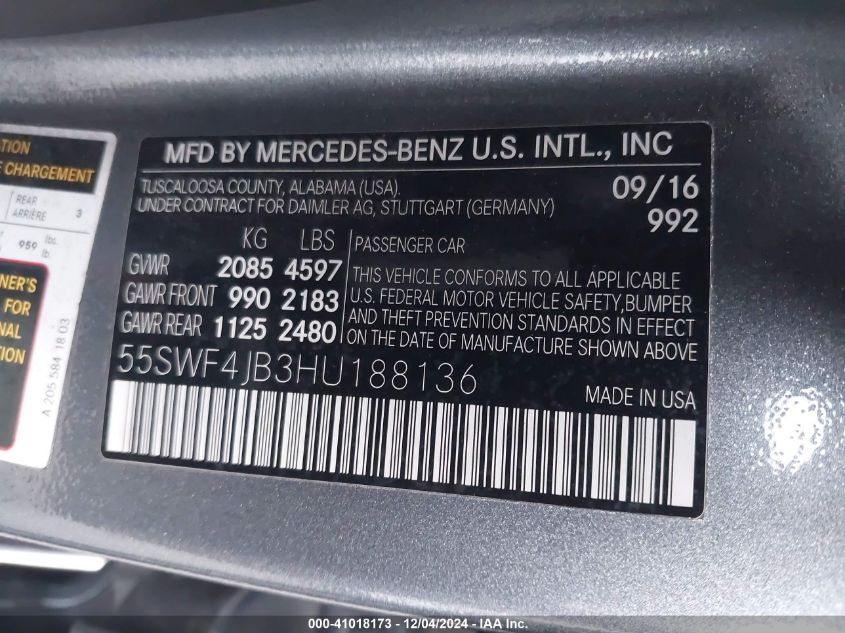 ATION
E CHARGEMENT
REAR
ARRIÈRE 3
959 lbs.
lb.
NER'S
FOR
NAL
TION
A 205 584 18 03
MFD BY MERCEDES-BENZ U.S. INTL., INC
TUSCALOOSA COUNTY, ALABAMA (USA). 09/16
UNDER CONTRACT FOR DAIMLER AG, STUTTGART (GERMANY) 992
KG LBS
GVWR 2085 4597
GAWR FRONT 990 2183
GAWR REAR 1125 2480
PASSENGER CAR
THIS VEHICLE CONFORMS TO ALL APPLICABLE
U.S. FEDERAL MOTOR VEHICLE SAFETY,BUMPER
AND THEFT PREVENTION STANDARDS IN EFFECT
ON THE DATE OF MANUFACTURE SHOWN ABOVE
55SWF4JB3HU188136
MADE IN USA
000-41018173 - 12/04/2024 - IAA Inc.